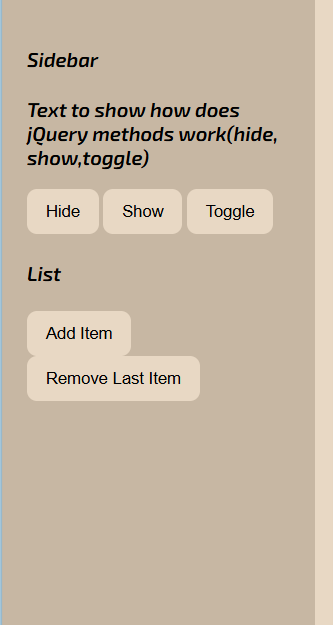 Sidebar
Text to show how does
jQuery methods work(hide,
show,toggle)
Hide Show Toggle
List
Add Item
Remove Last Item